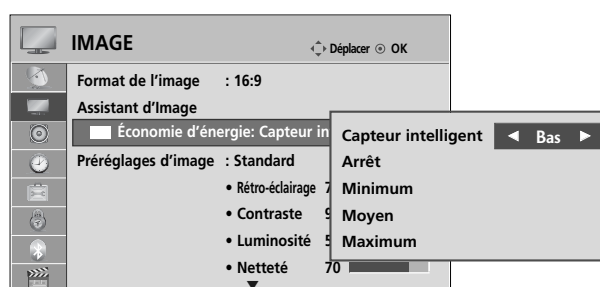 IMAGE
Déplacer OK
Format de l'image : 16:9
Assistant d'Image
Économie d'énergie: Capteur in
Préréglages d'image : Standard
• Rétro-éclairage 7
• Contraste 9
• Luminosité 5
• Netteté 70
Capteur intelligent ◄ Bas ►
Arrêt
Minimum
Moyen
Maximum